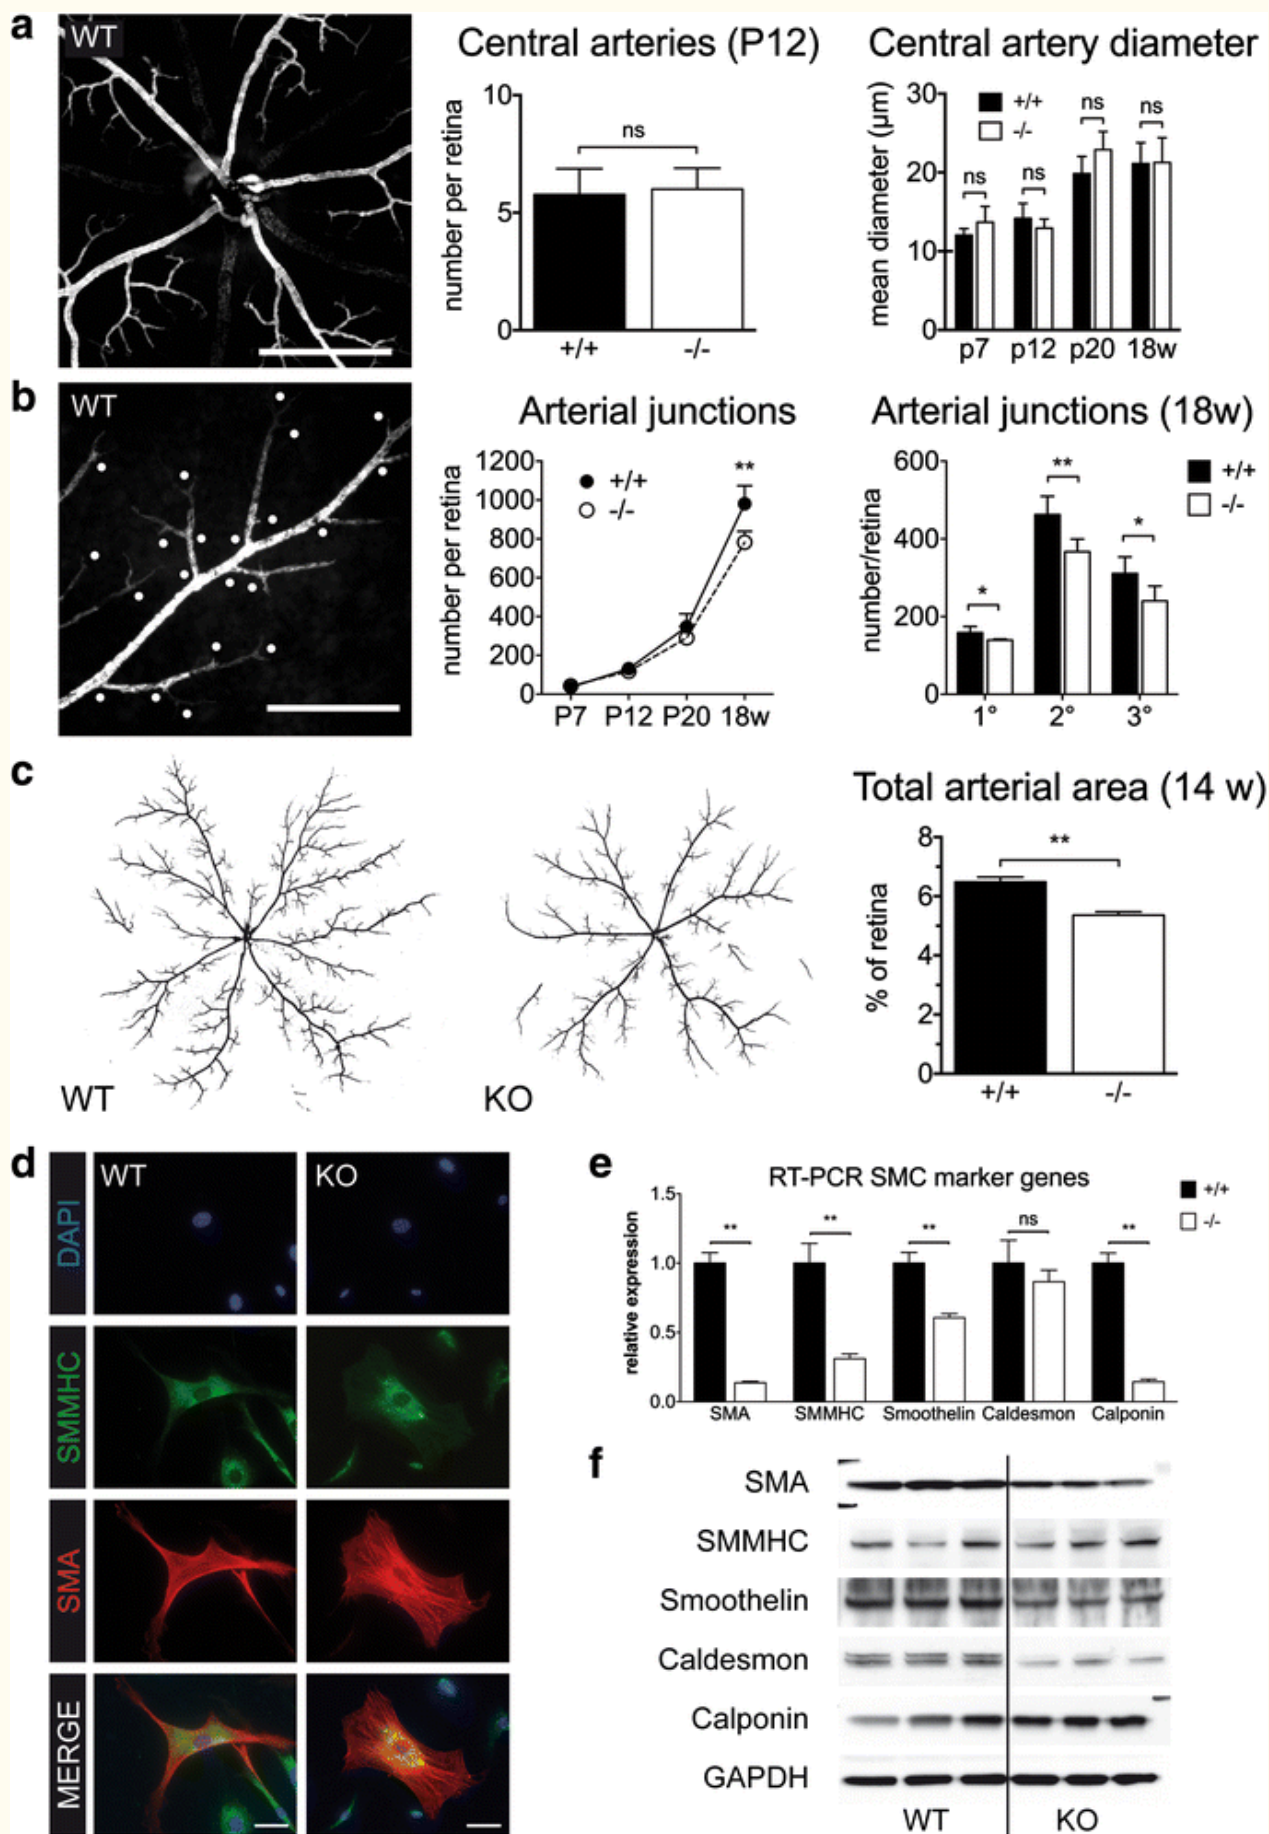 a
WT
Central arteries (P12)
number per retina
10
5
0
ns
+/+
-/-
Central artery diameter
mean diameter (µm)
30
20
10
0
+/+
-/-
ns
ns
ns
ns
p7 p12 p20 18w
b
WT
Arterial junctions
number per retina
1200
1000
800
600
400
200
0
+/+
-/-
**
P7 P12 P20 18w
Arterial junctions (18w)
number/retina
600
400
200
0
+/+
-/-
*
**
*
1° 2° 3°
c
WT
KO
Total arterial area (14 w)
% of retina
8
6
4
2
0
**
+/+
-/-
d
WT
KO
DAPI
SMMHC
SMA
MERGE
e
RT-PCR SMC marker genes
relative expression
1.5
1.0
0.5
0.0
+/+
-/-
**
**
**
ns
**
SMA SMMHC Smoothelin Caldesmon Calponin
f
SMA
SMMHC
Smoothelin
Caldesmon
Calponin
GAPDH
WT KO